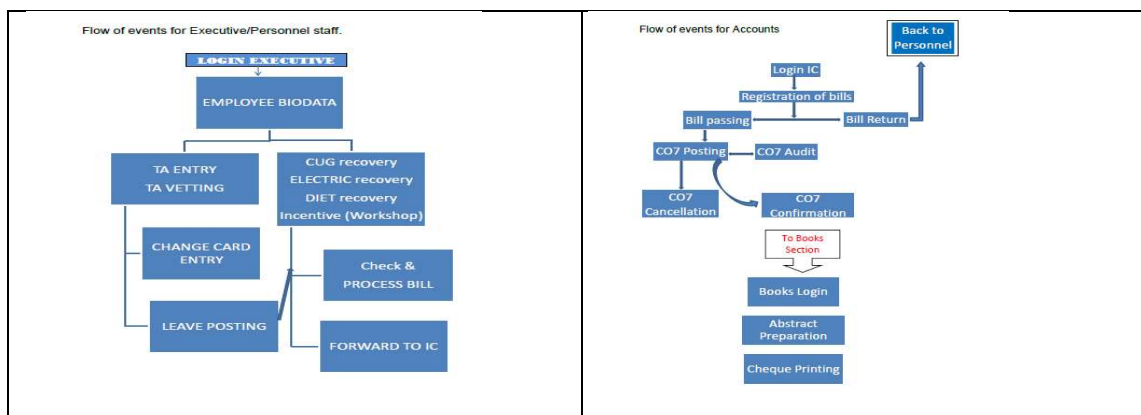 Flow of events for Executive/Personnel staff.
LOGIN EXECUTIVE
EMPLOYEE BIODATA
TA ENTRY
TA VETTING
CUG recovery
ELECTRIC recovery
DIET recovery
Incentive (Workshop)
CHANGE CARD
ENTRY
Check &
PROCESS BILL
LEAVE POSTING
FORWARD TO IC
Flow of events for Accounts
Back to
Personnel
Login IC
Registration of bills
Bill passing
Bill Return
CO7 Posting
CO7 Audit
CO7
Cancellation
CO7
Confirmation
To Books
Section
Books Login
Abstract
Preparation
Cheque Printing